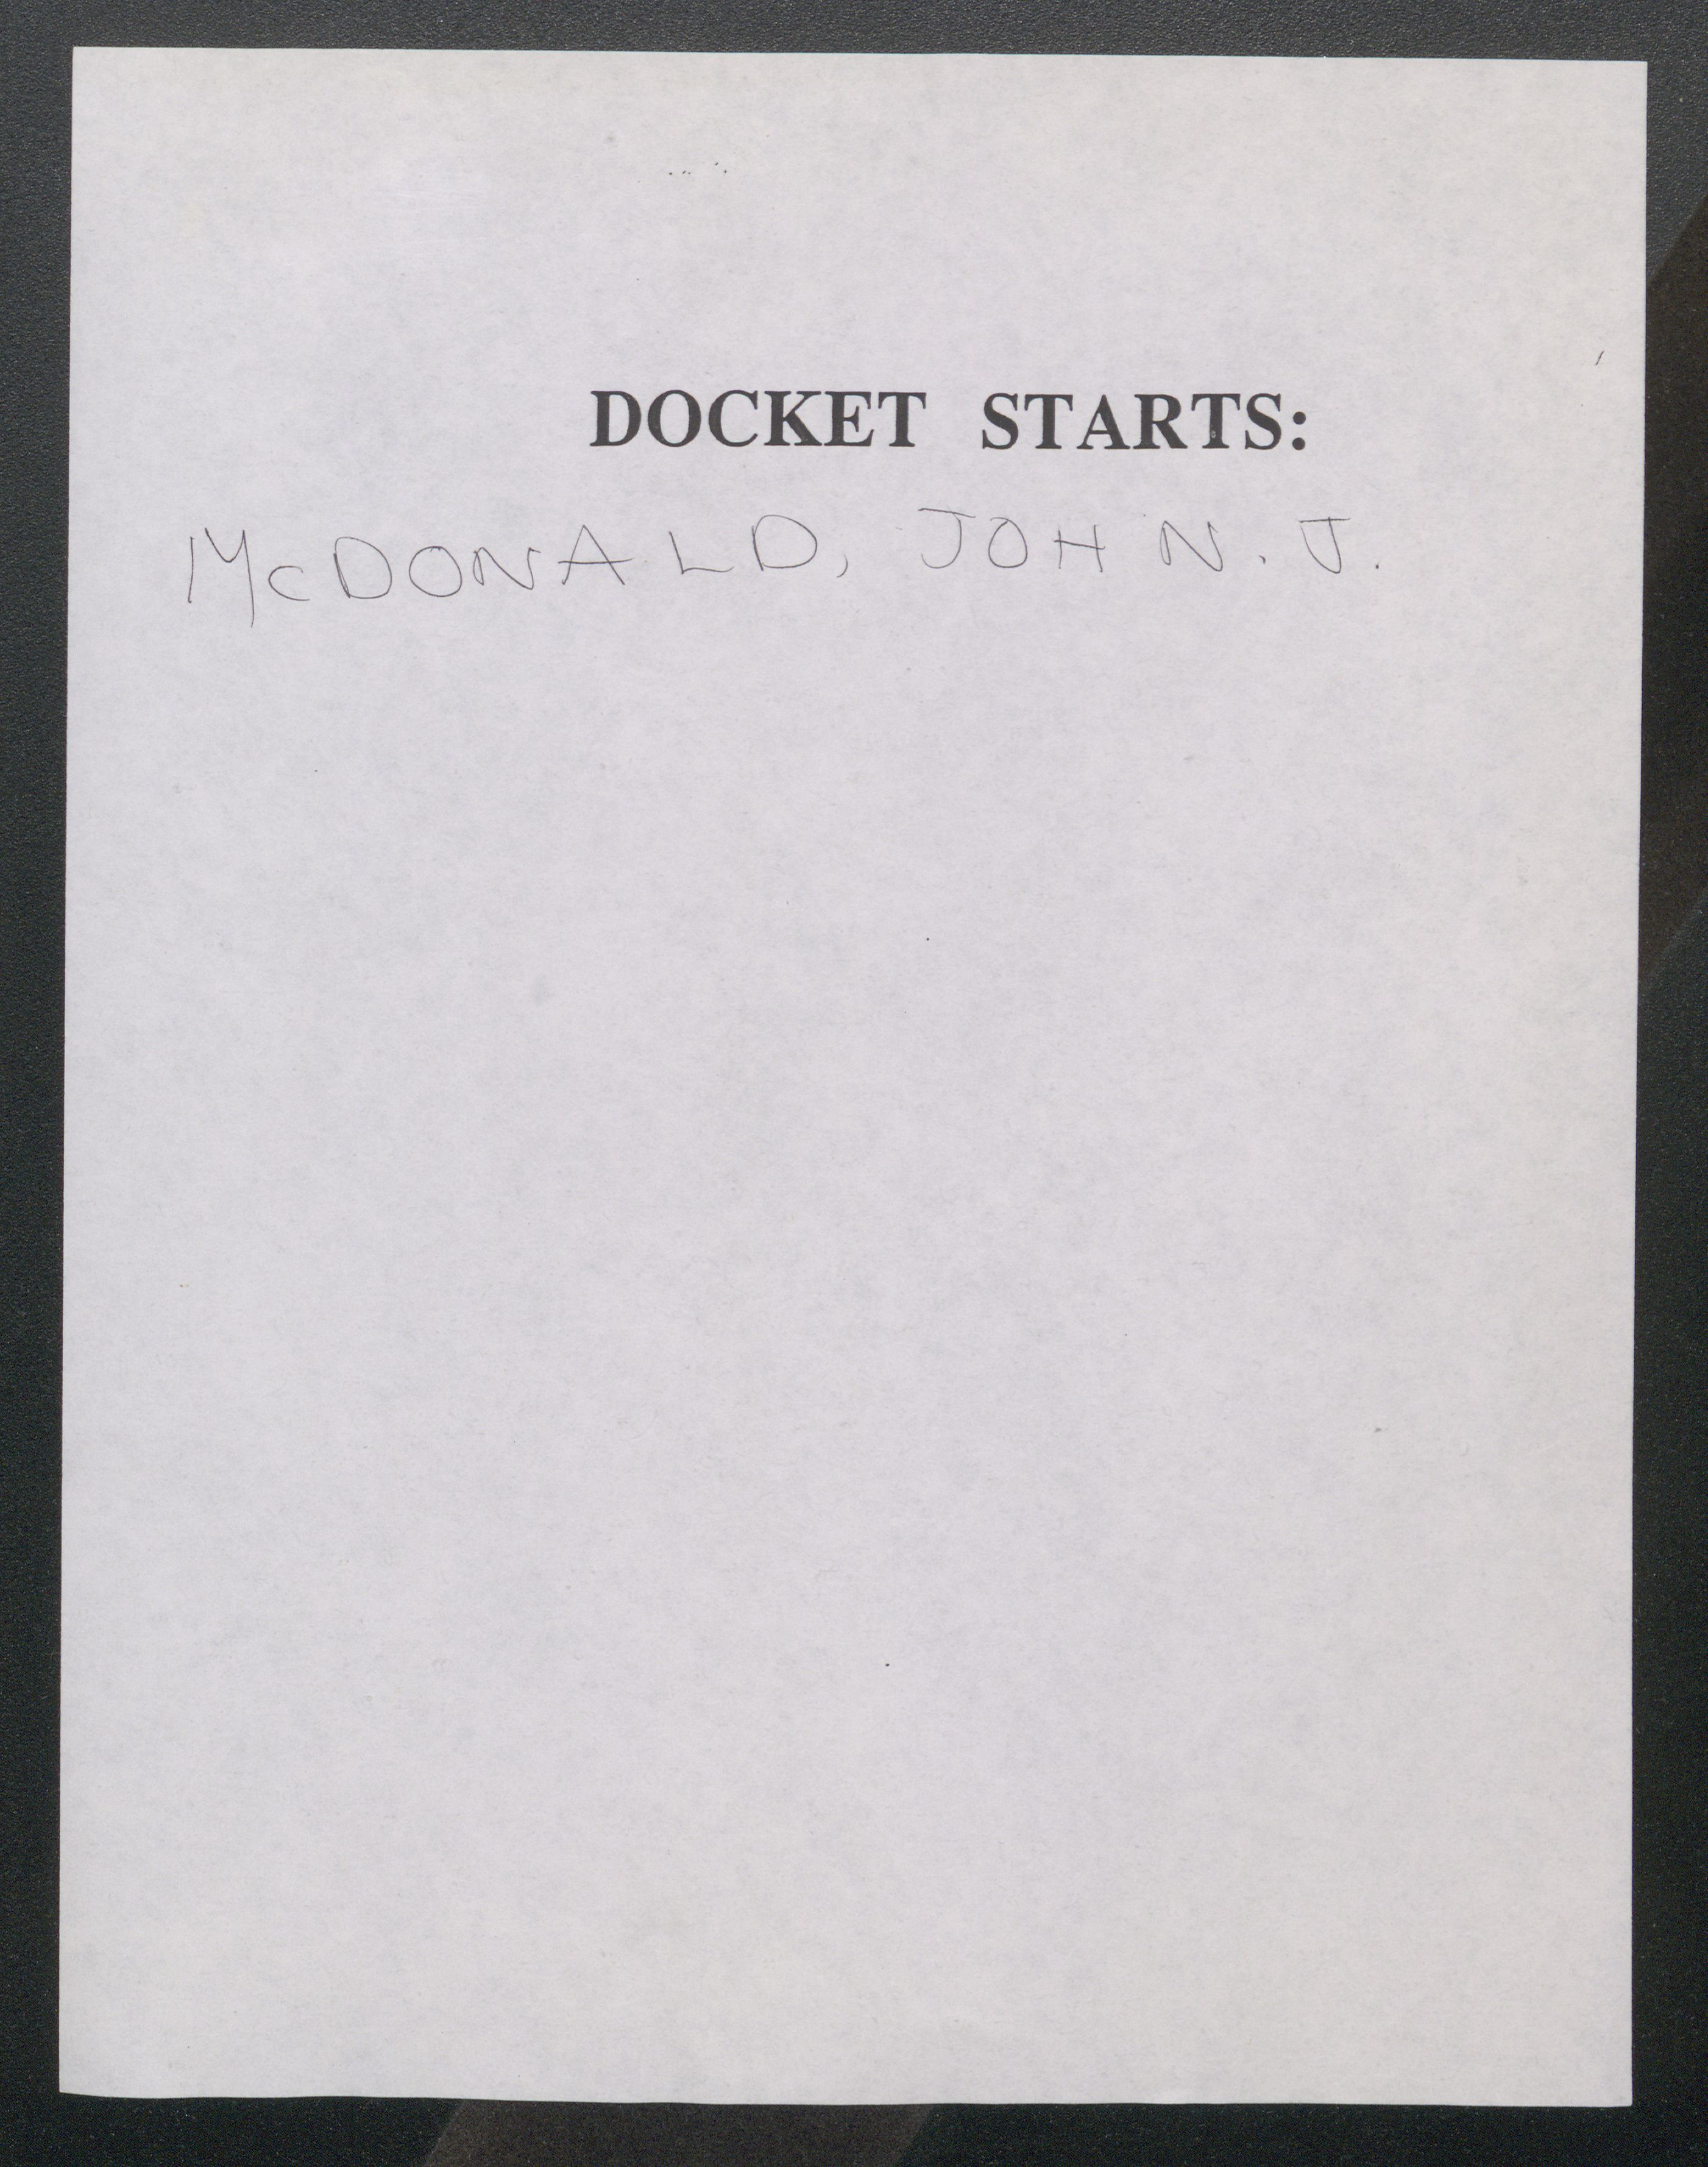 DOCKET STARTS:
McDONALD, JOHN. J.